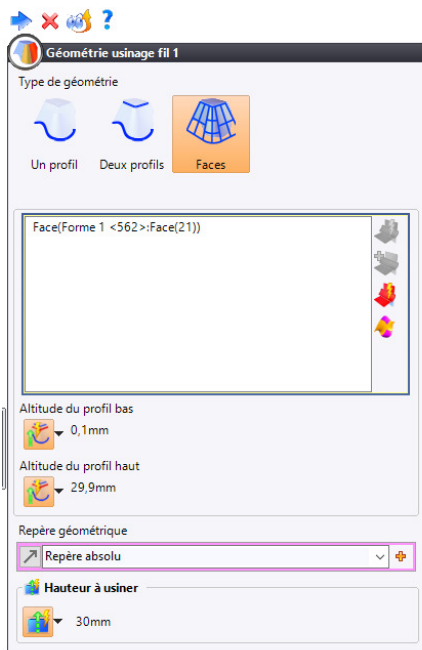 ?
Géométrie usinage fil 1
Type de géométrie
Un profil
Deux profils
Faces
Face(Forme 1 <562>:Face(21))
Altitude du profil bas
0,1mm
Altitude du profil haut
29,9mm
Repère géométrique
Repère absolu
Hauteur à usiner
30mm